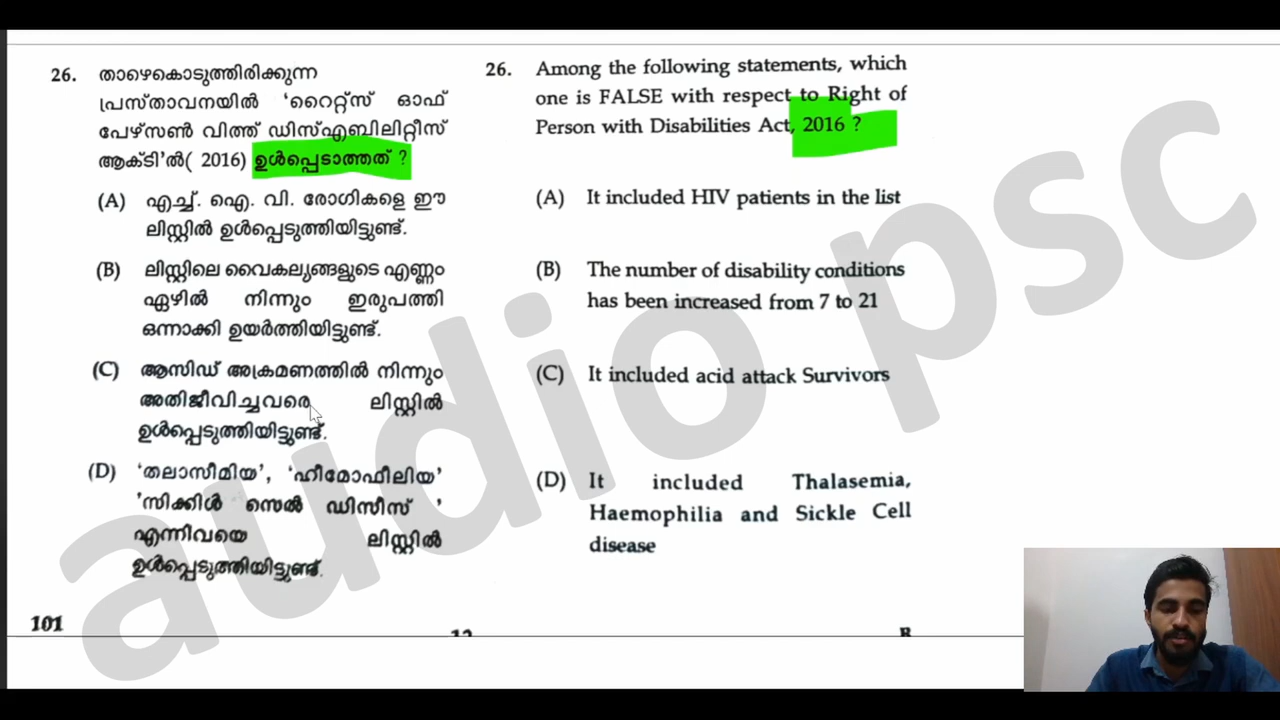 26. താഴെകൊടുത്തിരിക്കുന്ന
പ്രസ്താവനയിൽ 'റൈറ്റ്സ് ഓഫ്
പേഴ്സൺ വിത്ത് ഡിസ്എബിലിറ്റീസ്
ആക്ടി'ൽ( 2016) ഉൾപ്പെടാത്തത് ?
(A) എച്ച്. ഐ. വി. രോഗികളെ ഈ
ലിസ്റ്റിൽ ഉൾപ്പെടുത്തിയിട്ടുണ്ട്.
(B) ലിസ്റ്റിലെ വൈകല്യങ്ങളുടെ എണ്ണം
ഏഴിൽ നിന്നും ഇരുപത്തി
ഒന്നാക്കി ഉയർത്തിയിട്ടുണ്ട്.
(C) ആസിഡ് അക്രമണത്തിൽ നിന്നും
അതിജീവിച്ചവരെ ലിസ്റ്റിൽ
ഉൾപ്പെടുത്തിയിട്ടുണ്ട്.
(D) 'തലാസീമിയ', 'ഹീമോഫീലിയ'
'സിക്കിൾ സെൽ ഡിസീസ് '
എന്നിവയെ ലിസ്റ്റിൽ
ഉൾപ്പെടുത്തിയിട്ടുണ്ട്.
26. Among the following statements, which
one is FALSE with respect to Right of
Person with Disabilities Act, 2016 ?
(A) It included HIV patients in the list
(B) The number of disability conditions
has been increased from 7 to 21
(C) It included acid attack Survivors
(D) It included Thalasemia,
Haemophilia and Sickle Cell
disease
101
audio psc